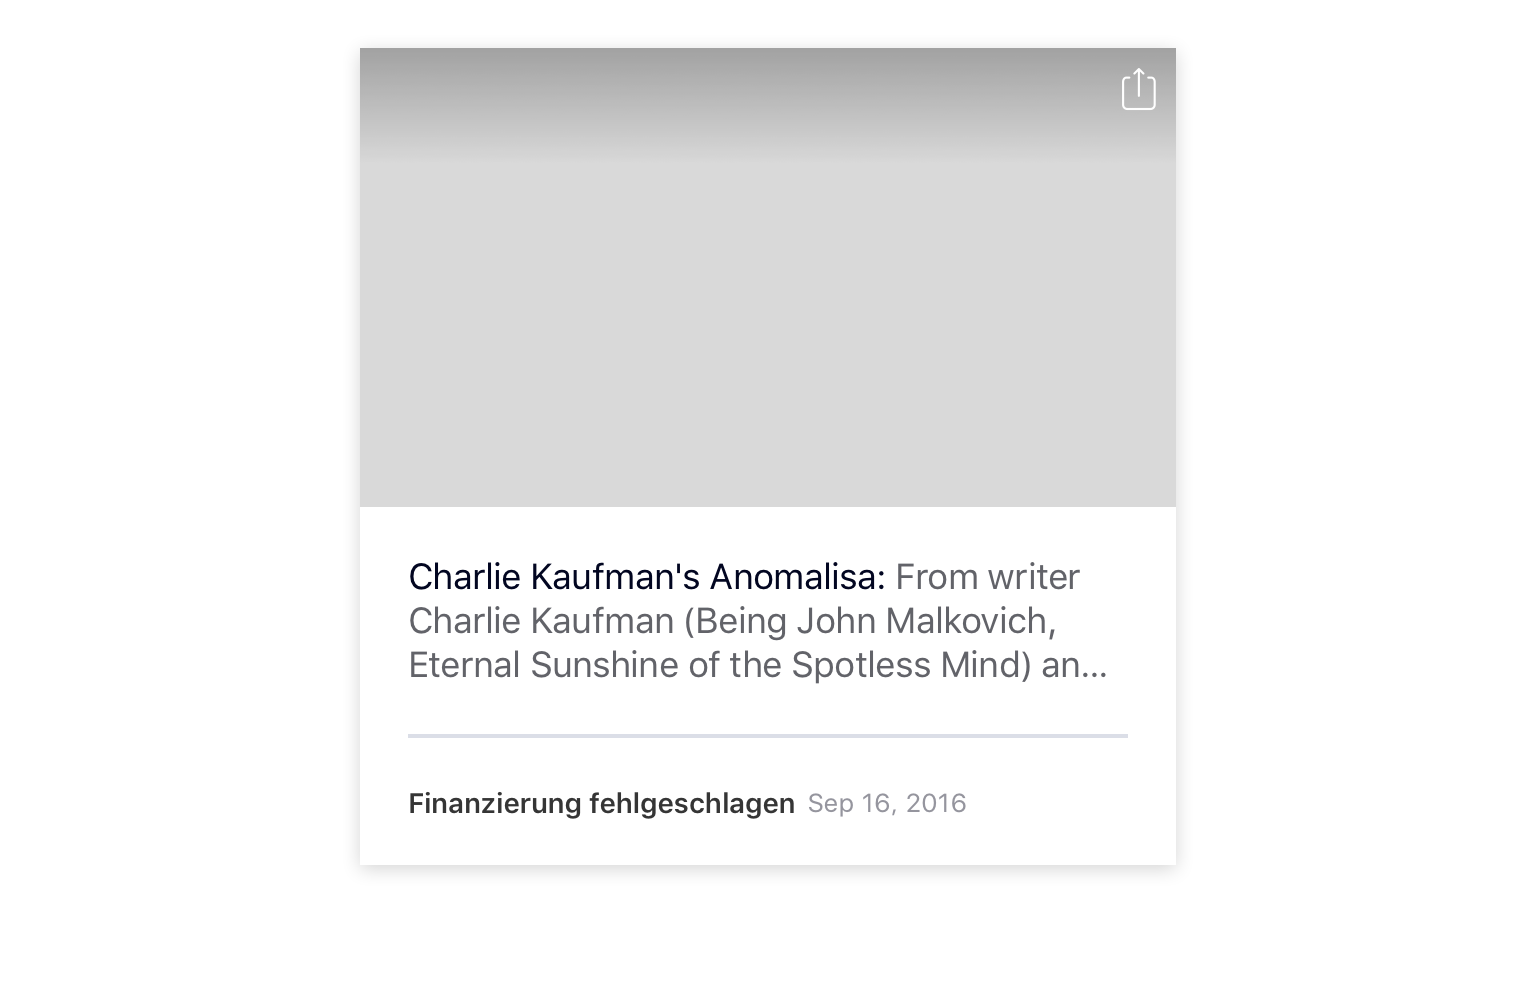 Charlie Kaufman's Anomalisa: From writer
Charlie Kaufman (Being John Malkovich,
Eternal Sunshine of the Spotless Mind) an...
Finanzierung fehlgeschlagen Sep 16, 2016